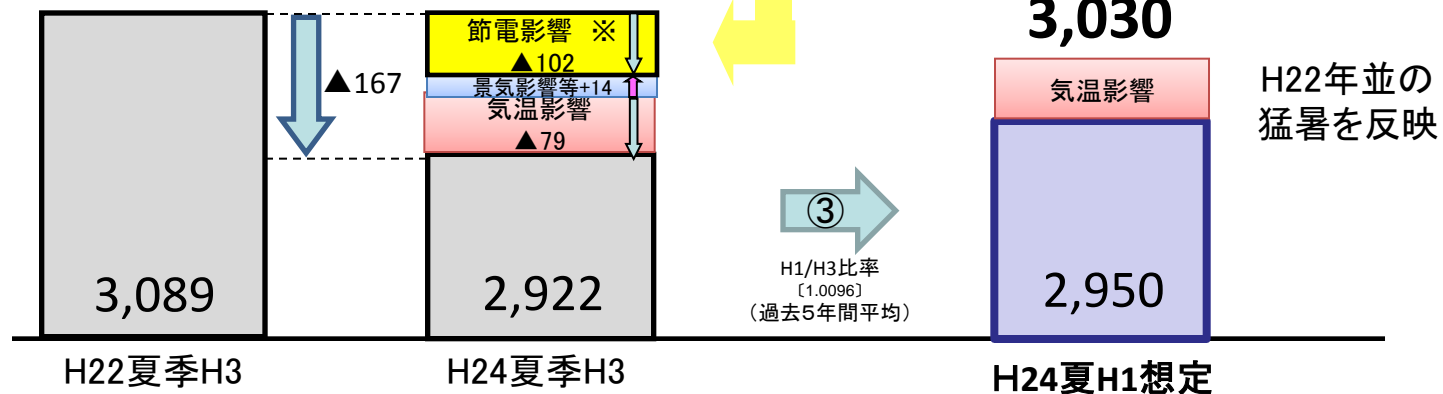 3,030
節電影響 ※
▲102
▲167
景気影響等+14
気温影響
▲79
気温影響
H22年並の
猛暑を反映
③
H1/H3比率
〔1.0096〕
（過去5年間平均）
3,089
2,922
2,950
H22夏季H3
H24夏季H3
H24夏H1想定